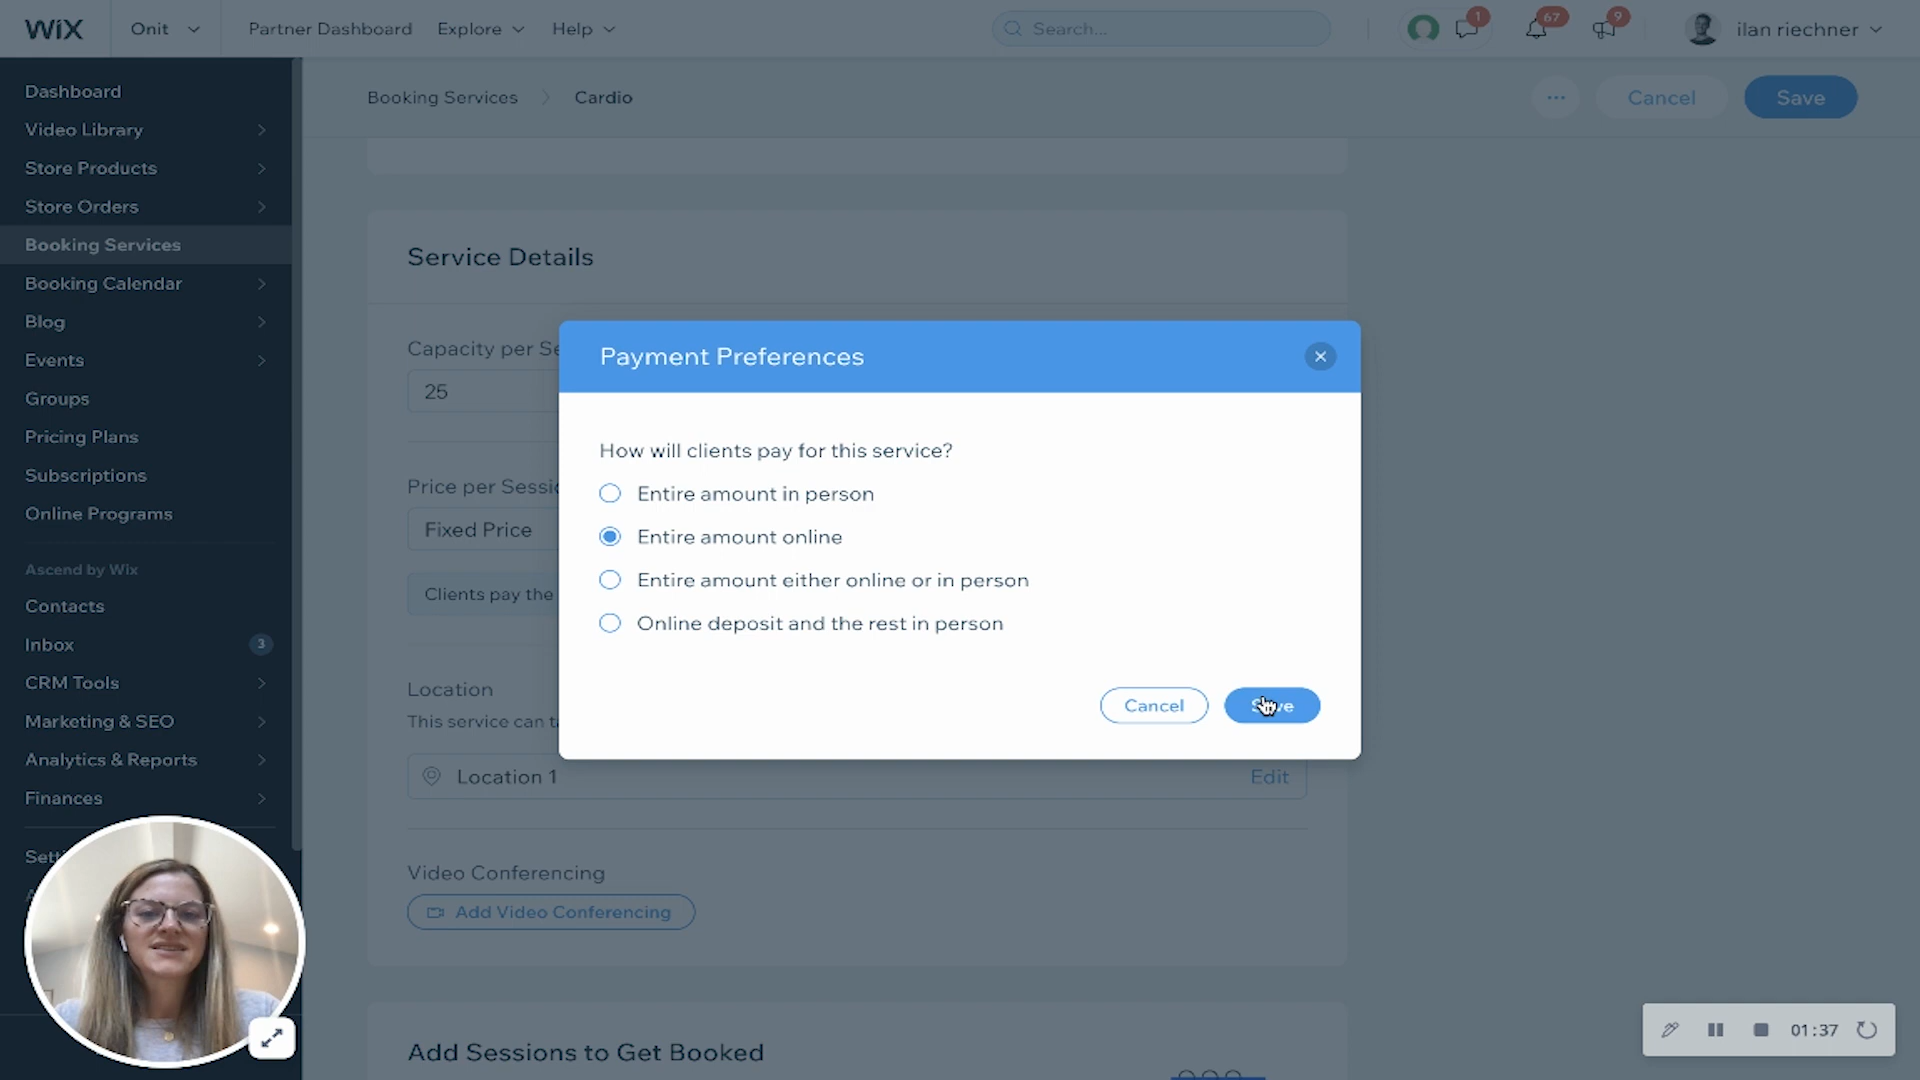 WiX
Onit
Partner Dashboard
Explore
Help
Search...
1
67
9
ilan riechner
Dashboard
Video Library
Store Products
Store Orders
Booking Services
Booking Calendar
Blog
Events
Groups
Pricing Plans
Subscriptions
Online Programs
Ascend by Wix
Contacts
Inbox
3
CRM Tools
Marketing & SEO
Analytics & Reports
Finances
Booking Services
Cardio
Cancel
Save
Service Details
Capacity per
25
Price per
Fixed Price
Clients pay the
Location
This service can
Location 1
Edit
Video Conferencing
Add Video Conferencing
Add Sessions to Get Booked
Payment Preferences
How will clients pay for this service?
Entire amount in person
Entire amount online
Entire amount either online or in person
Online deposit and the rest in person
Cancel
01:37